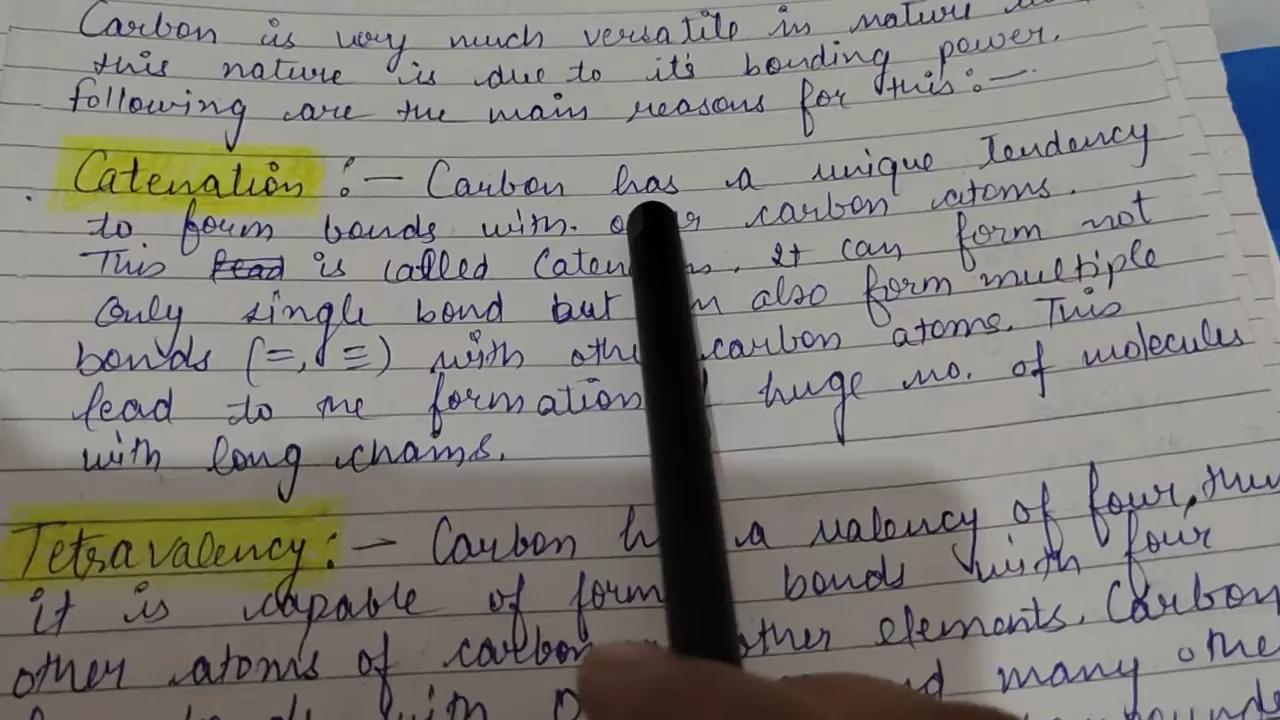 Carbon is very much versatile in nature
this nature is due to it's bonding power.
following are the main reasons for this :-
Catenation :- Carbon has a unique tendency
to form bonds with carbon atoms.
This lead is called It can form not
only single bond but also form multiple
bonds (=, ≡) with carbon atoms. This
lead to the formation huge no. of molecules
with long chains.
Tetravalency :- Carbon a valency of four,
it is capable of form bonds with four
other atoms of carbon other elements. Carbon
many
with